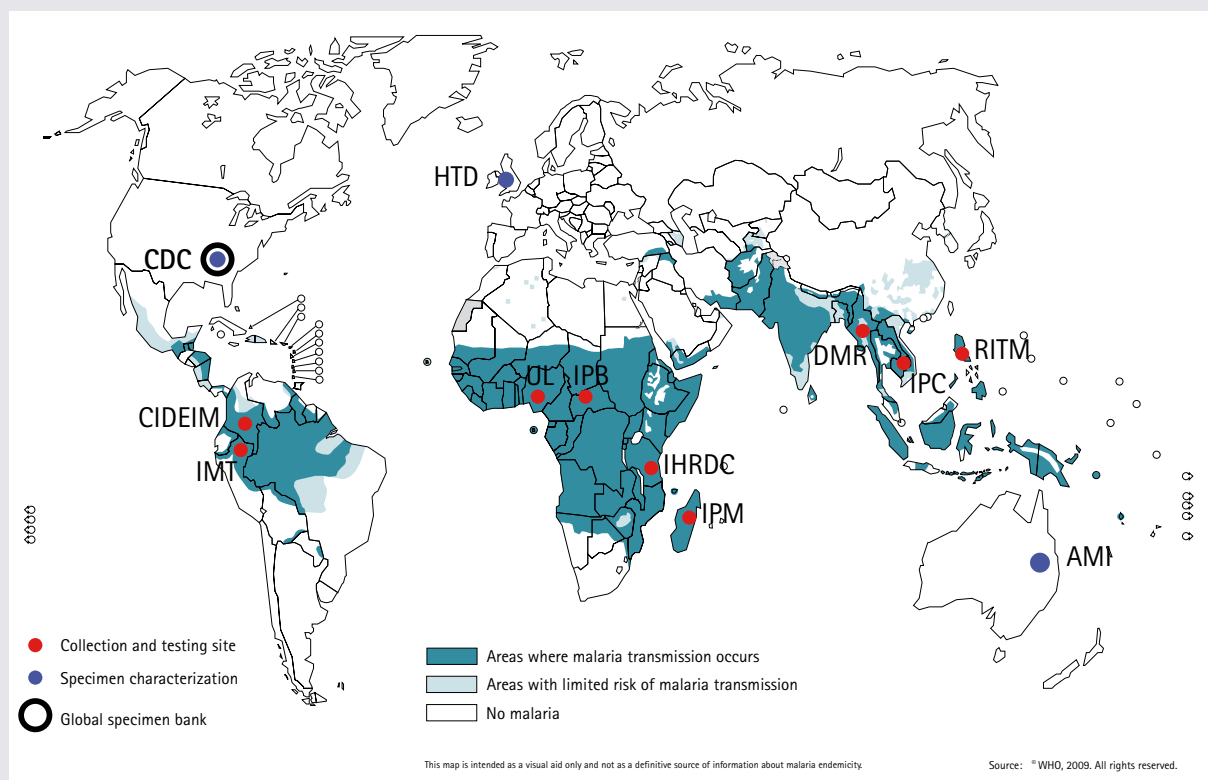 HTD
CDC
CIDEIM
IMT
UL
IPB
IHRDC
IPM
DMR
IPC
RITM
AMI
Collection and testing site
Specimen characterization
Global specimen bank
Areas where malaria transmission occurs
Areas with limited risk of malaria transmission
No malaria
This map is intended as a visual aid only and not as a definitive source of information about malaria endemicity.
Source: © WHO, 2009. All rights reserved.